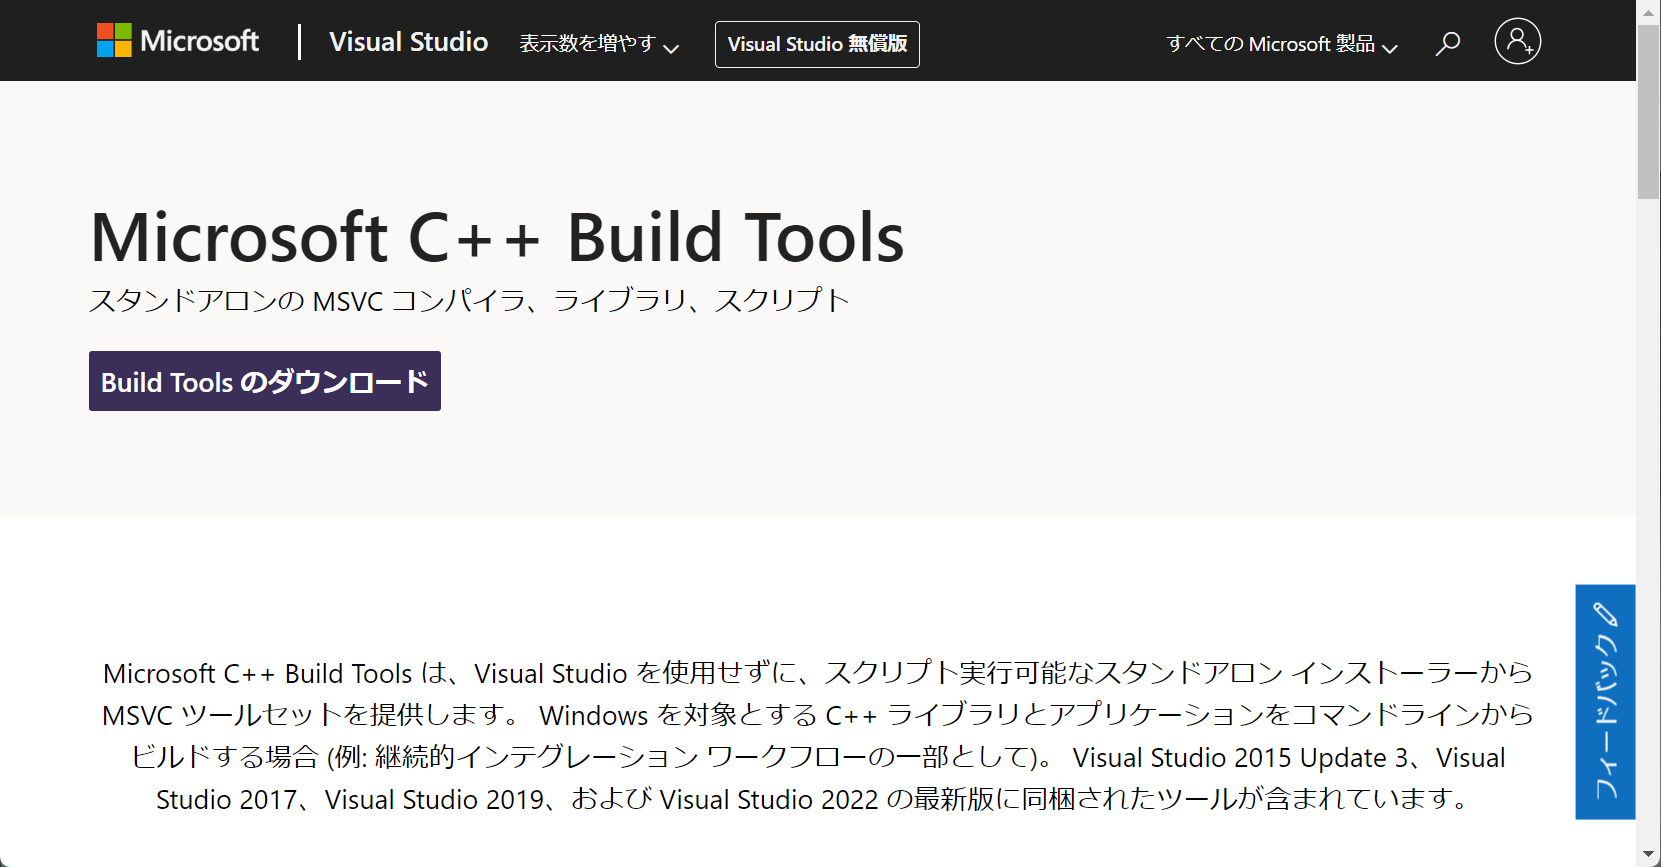 Microsoft
Visual Studio
表示数を増やす
Visual Studio 無償版
すべての Microsoft 製品
Microsoft C++ Build Tools
スタンドアロンの MSVC コンパイラ、ライブラリ、スクリプト
Build Tools のダウンロード
Microsoft C++ Build Tools は、Visual Studio を使用せずに、スクリプト実行可能なスタンドアロン インストーラーから
MSVC ツールセットを提供します。 Windows を対象とする C++ ライブラリとアプリケーションをコマンドラインから
ビルドする場合 (例: 継続的インテグレーション ワークフローの一部として)。 Visual Studio 2015 Update 3、Visual
Studio 2017、Visual Studio 2019、および Visual Studio 2022 の最新版に同梱されたツールが含まれています。
フィードバック